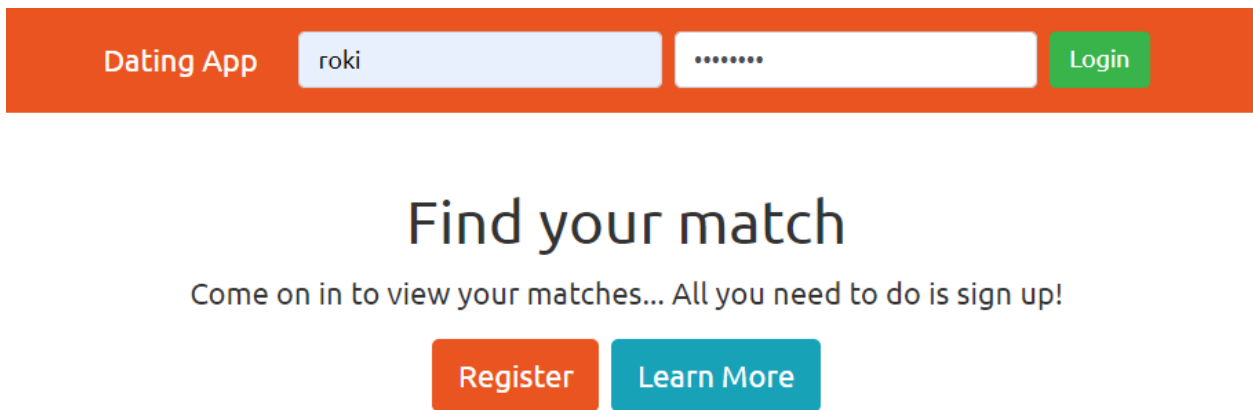 Dating App roki •••••••• Login
Find your match
Come on in to view your matches... All you need to do is sign up!
Register Learn More